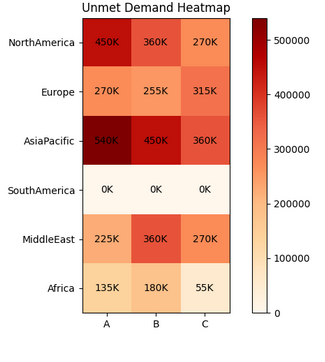 Unmet Demand Heatmap
NorthAmerica 450K 360K 270K
Europe 270K 255K 315K
AsiaPacific 540K 450K 360K
SouthAmerica 0K 0K 0K
MiddleEast 225K 360K 270K
Africa 135K 180K 55K
A B C
500000
400000
300000
200000
100000
0